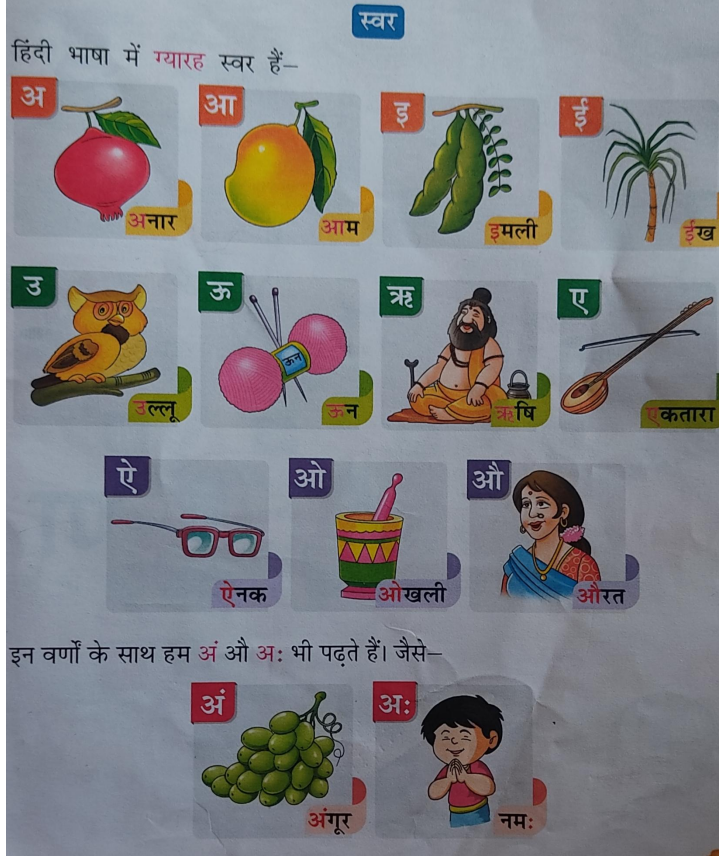 स्वर
हिंदी भाषा में ग्यारह स्वर हैं–
अ आ इ ई
अनार आम इमली ईख
उ ऊ ऋ ए
ऊन
उल्लू ऊन ऋषि एकतारा
ऐ ओ औ
ऐनक ओखली औरत
इन वर्णों के साथ हम अं औ अः भी पढ़ते हैं। जैसे–
अं अः
अंगूर नमः